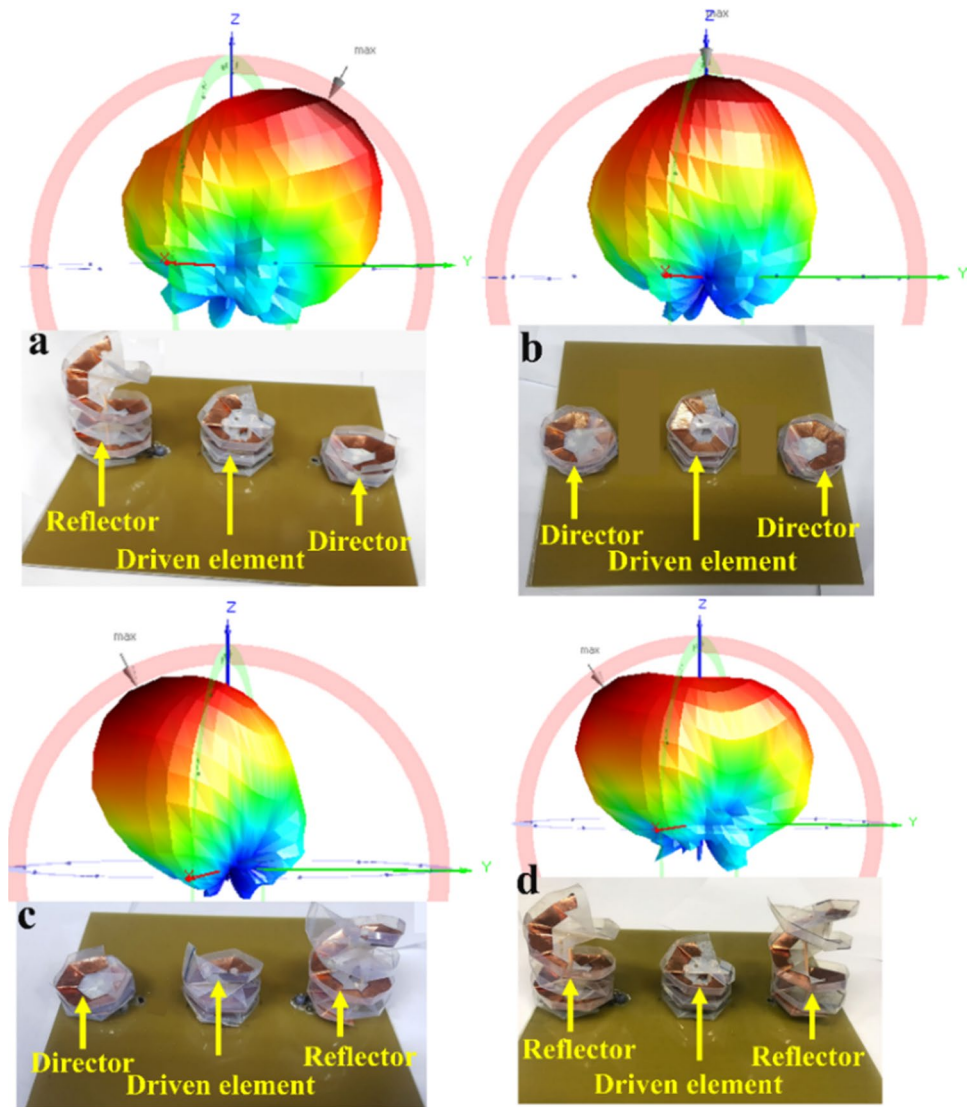 Z
max
X
Y
a
Reflector
Driven element
Director
Z
max
X
Y
b
Director
Driven element
Director
Z
max
X
Y
c
Director
Driven element
Reflector
Z
max
X
Y
d
Reflector
Driven element
Reflector